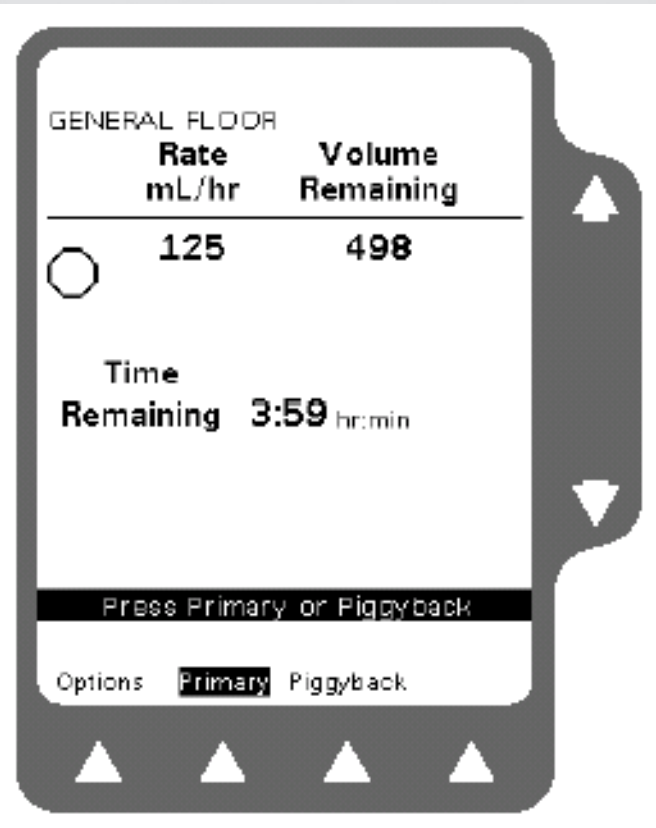 GENERAL FLOOR
Rate Volume
mL/hr Remaining
125 498
Time
Remaining 3:59 hr:min
Press Primary or Piggyback
Options Primary Piggyback